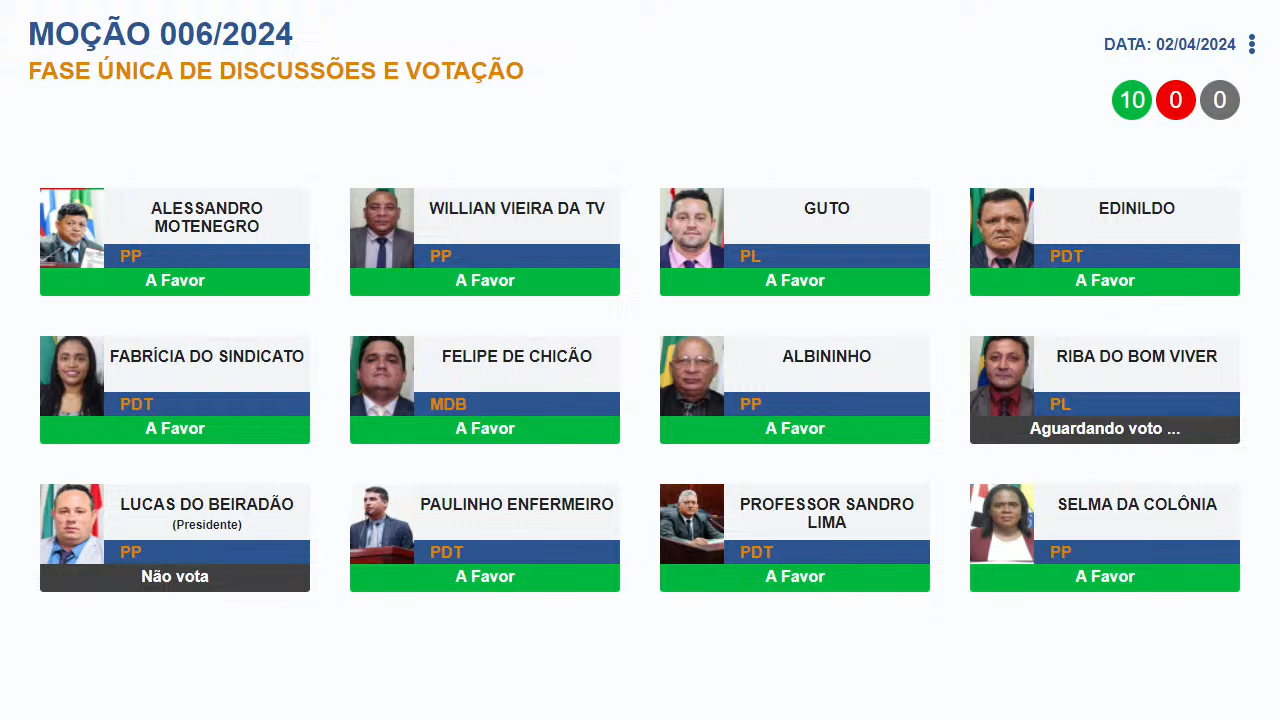 MOÇÃO 006/2024
FASE ÚNICA DE DISCUSSÕES E VOTAÇÃO
DATA: 02/04/2024
10 0 0
ALESSANDRO
MOTENEGRO
PP
A Favor
WILLIAN VIEIRA DA TV
PP
A Favor
GUTO
PL
A Favor
EDINILDO
PDT
A Favor
FABRÍCIA DO SINDICATO
PDT
A Favor
FELIPE DE CHICÃO
MDB
A Favor
ALBININHO
PP
A Favor
RIBA DO BOM VIVER
PL
Aguardando voto ...
LUCAS DO BEIRADÃO
(Presidente)
PP
Não vota
PAULINHO ENFERMEIRO
PDT
A Favor
PROFESSOR SANDRO
LIMA
PDT
A Favor
SELMA DA COLÔNIA
PP
A Favor